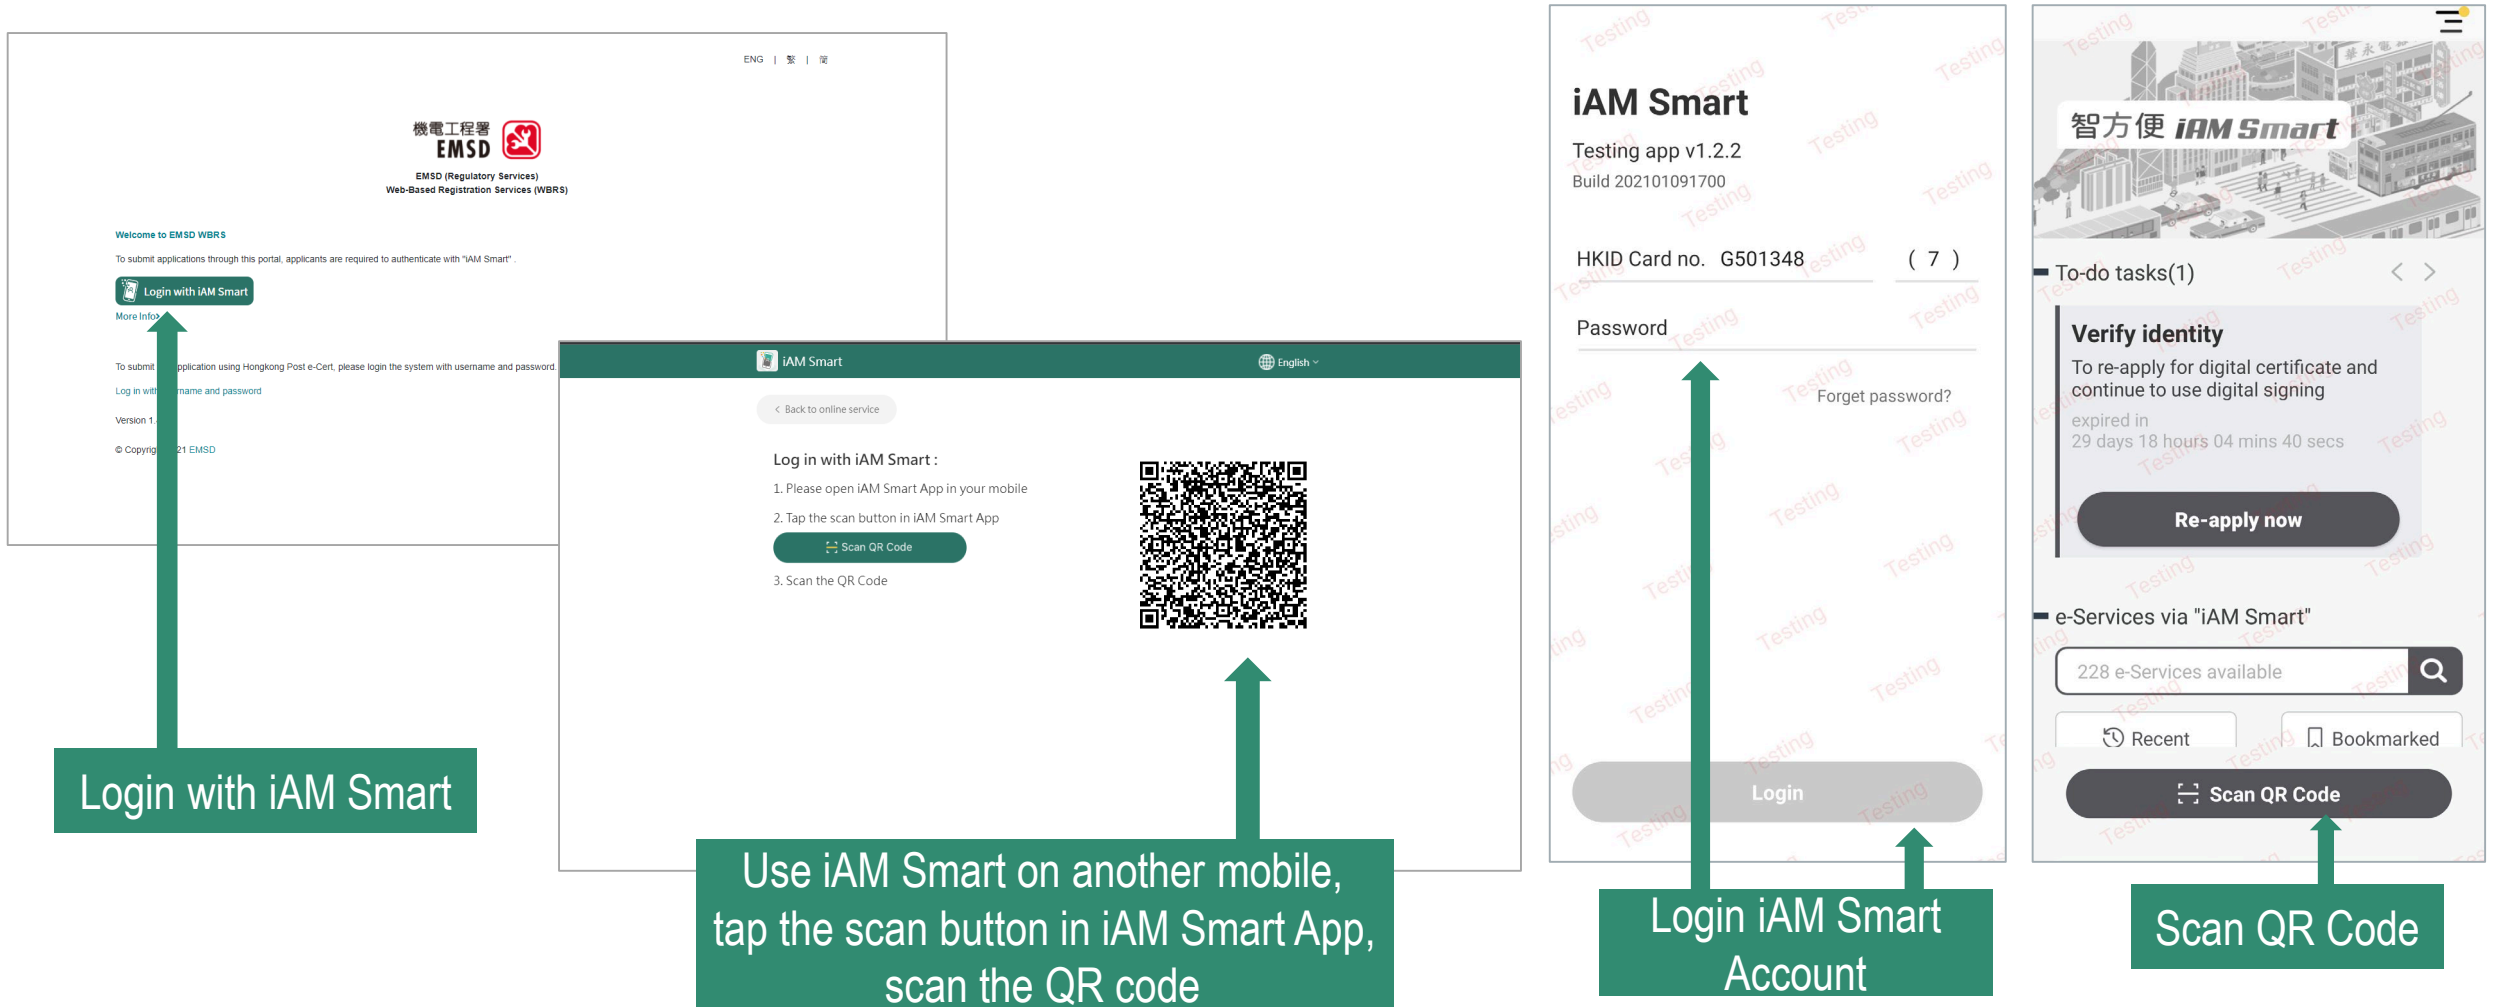 ENG | 繁 | 简
機電工程署
EMSD
EMSD (Regulatory Services)
Web-Based Registration Services (WBRS)
Welcome to EMSD WBRS
To submit applications through this portal, applicants are required to authenticate with "iAM Smart" .
Login with iAM Smart
More Info
To submit application using Hongkong Post e-Cert, please login the system with username and password.
Log in with name and password
Version 1.
© Copyrig 21 EMSD
Login with iAM Smart
iAM Smart
English
< Back to online service
Log in with iAM Smart :
1. Please open iAM Smart App in your mobile
2. Tap the scan button in iAM Smart App
Scan QR Code
3. Scan the QR Code
Use iAM Smart on another mobile,
tap the scan button in iAM Smart App,
scan the QR code
iAM Smart
Testing app v1.2.2
Build 202101091700
HKID Card no. G501348 ( 7 )
Password
Forget password?
Login
Testing
Login iAM Smart
Account
智方便 iAM Smart
To-do tasks(1) < >
Verify identity
To re-apply for digital certificate and
continue to use digital signing
expired in
29 days 18 hours 04 mins 40 secs
Re-apply now
e-Services via "iAM Smart"
228 e-Services available
Recent
Bookmarked
Scan QR Code
Testing
Scan QR Code